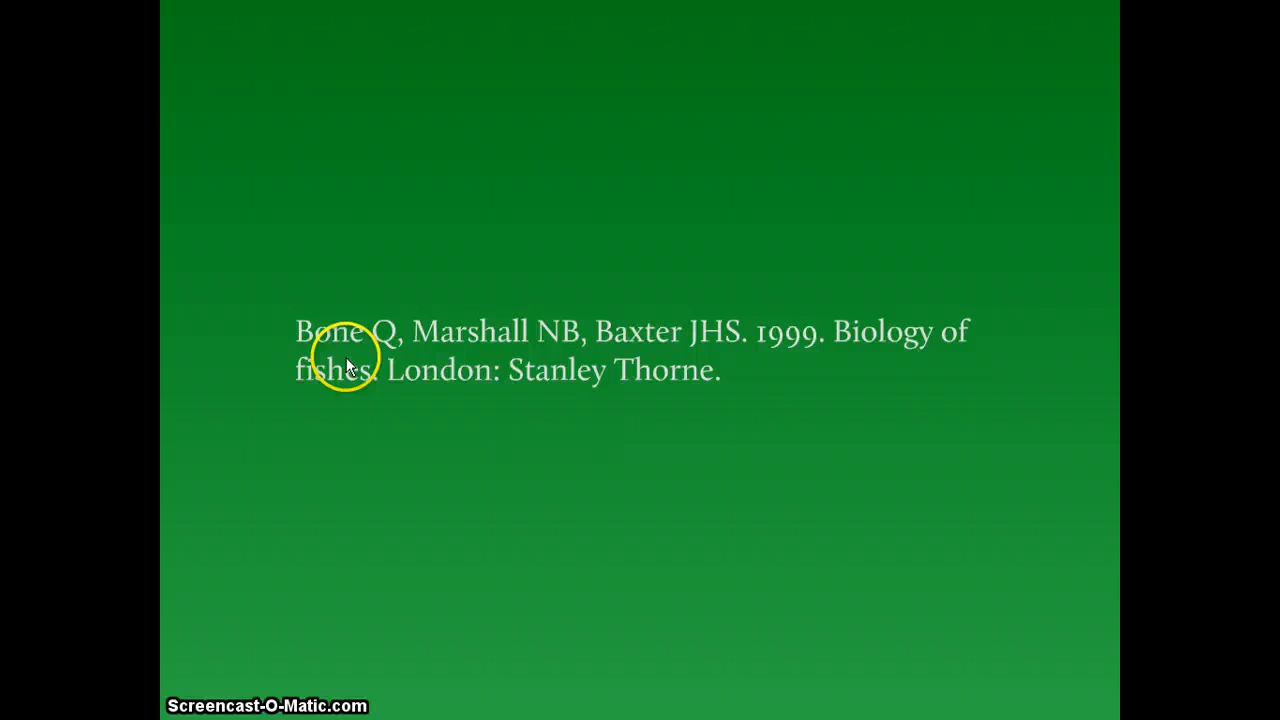 Bone Q, Marshall NB, Baxter JHS. 1999. Biology of
fishes. London: Stanley Thorne.
Screencast-O-Matic.com